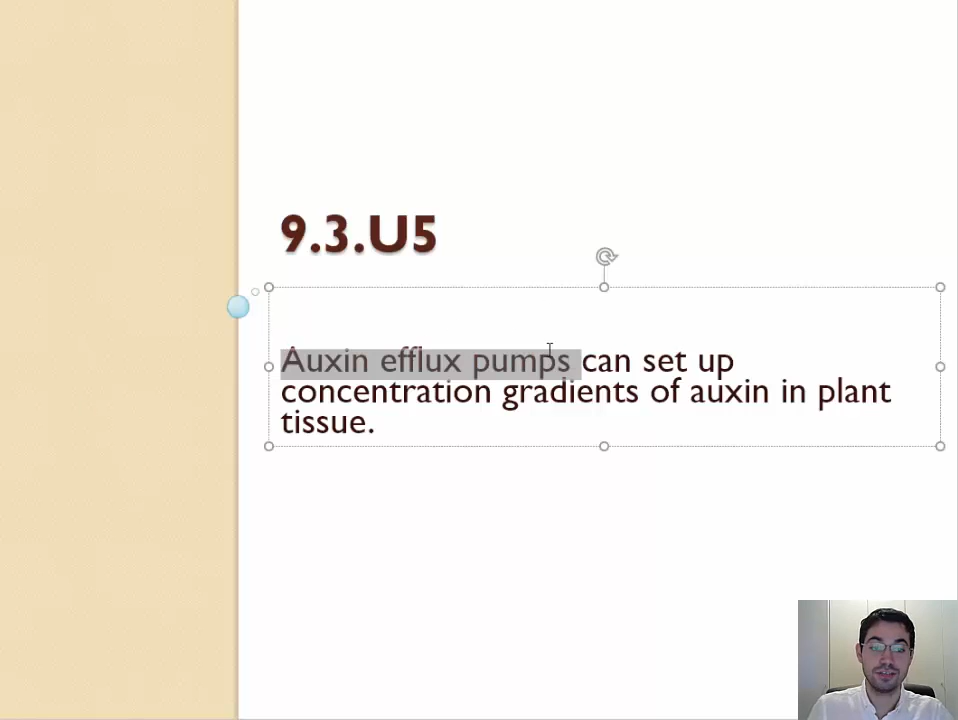 9.3.U5
Auxin efflux pumps can set up
concentration gradients of auxin in plant
tissue.